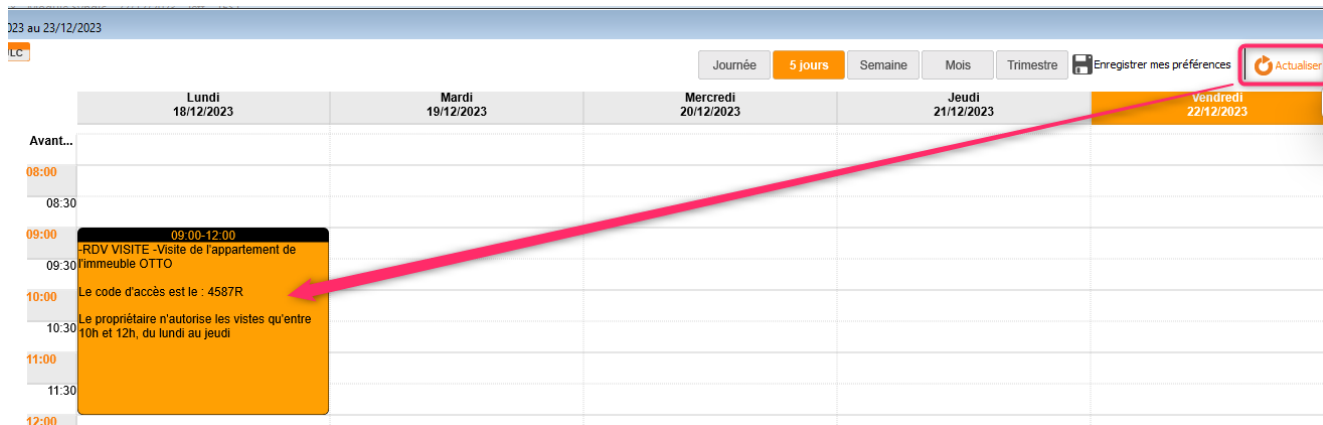 023 au 23/12/2023
LC
Journée 5 jours Semaine Mois Trimestre Enregistrer mes préférences Actualiser
Lundi Mardi Mercredi Jeudi Vendredi
18/12/2023 19/12/2023 20/12/2023 21/12/2023 22/12/2023
Avant...
08:00
08:30
09:00
09:00-12:00
-RDV VISITE -Visite de l'appartement de
09:30
l'immeuble OTTO
10:00
Le code d'accès est le : 4587R
Le propriétaire n'autorise les vistes qu'entre
10:30
10h et 12h, du lundi au jeudi
11:00
11:30
12:00